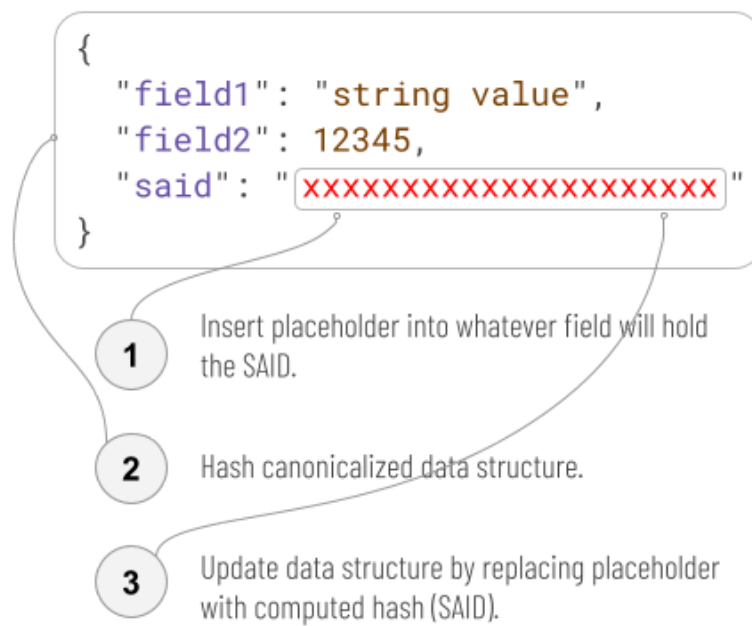 {
"field1": "string value",
"field2": 12345,
"said": "xxxxxxxxxxxxxxxxxxxxx"
}
1
Insert placeholder into whatever field will hold
the SAID.
2
Hash canonicalized data structure.
3
Update data structure by replacing placeholder
with computed hash (SAID).